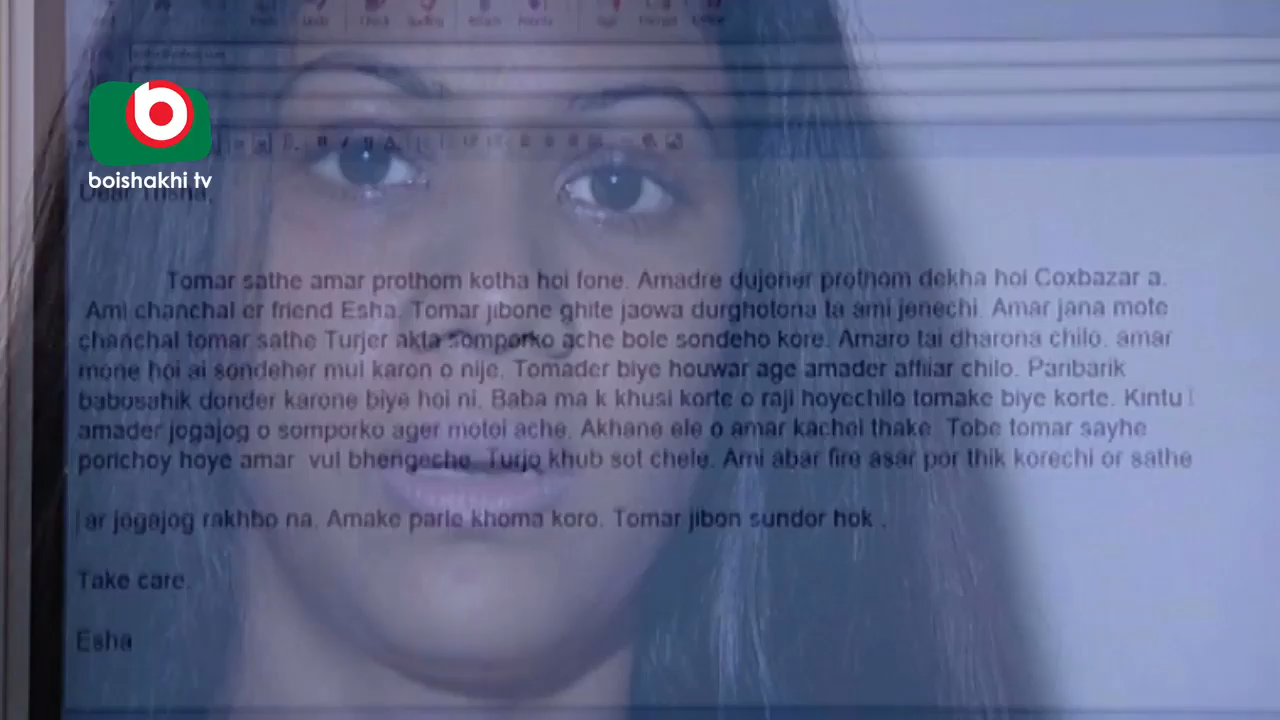 boishakhi tv
Dear Trisha,
Tomar sathe amar prothom kotha hoi fone. Amadre dujoner prothom dekha hoi Coxbazar a.
Ami chanchal er friend Esha. Tomar jibone ghite jaowa durghotona ta ami jenechi. Amar jana mote
chanchal tomar sathe Turjer akta somporko ache bole sondeho kore. Amaro tai dharona chilo. amar
mone hoi ai sondeher mul karon o nije. Tomader biye houwar age amader affiiar chilo. Paribarik
babosahik donder karone biye hoi ni. Baba ma k khusi korte o raji hoyechilo tomake biye korte. Kintu
amader jogajog o somporko ager motoi ache. Akhane ele o amar kachei thake. Tobe tomar sayhe
porichoy hoye amar vul bhengeche. Turjo khub sot chele. Ami abar fire asar por thik korechi or sathe
ar jogajog rakhbo na. Amake parle khoma koro. Tomar jibon sundor hok .
Take care.
Esha